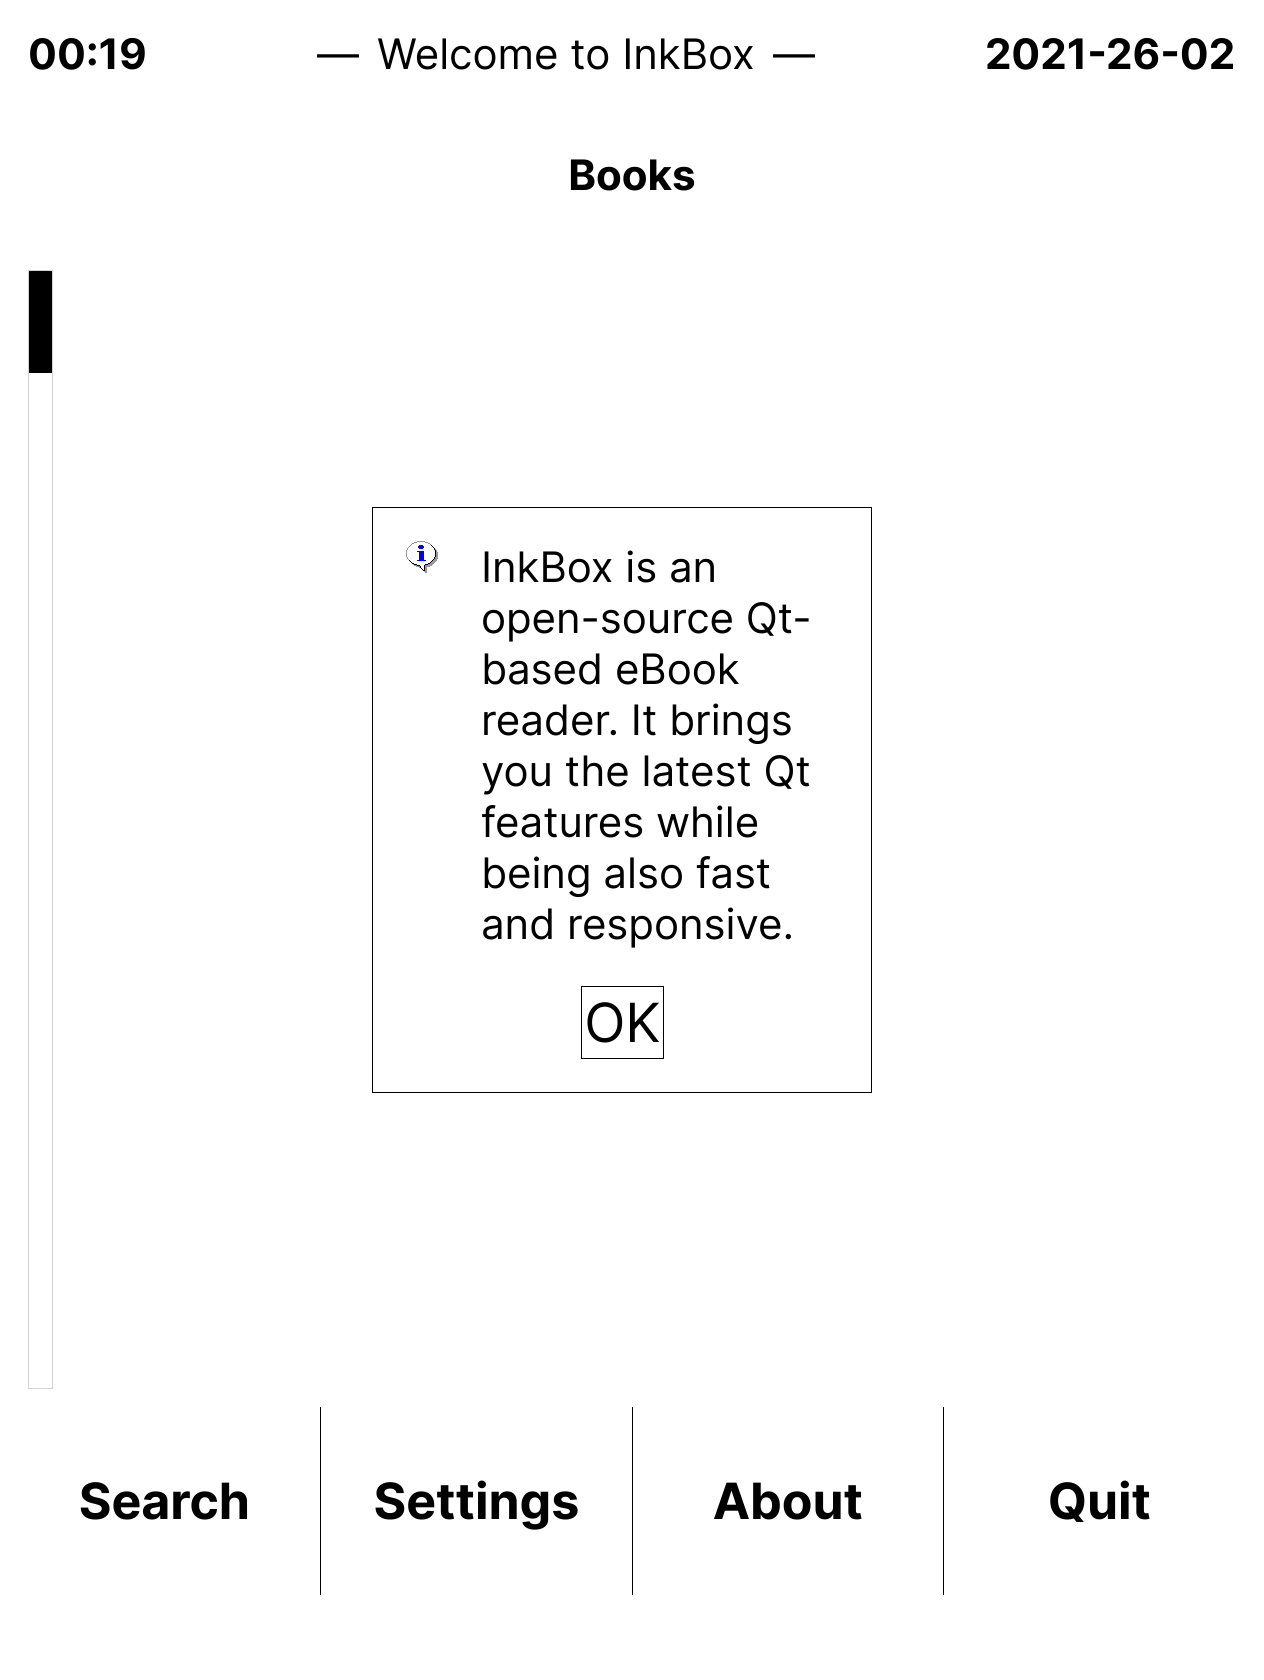 00:19 — Welcome to InkBox — 2021-26-02
Books
InkBox is an
open-source Qt-
based eBook
reader. It brings
you the latest Qt
features while
being also fast
and responsive.
OK
Search Settings About Quit